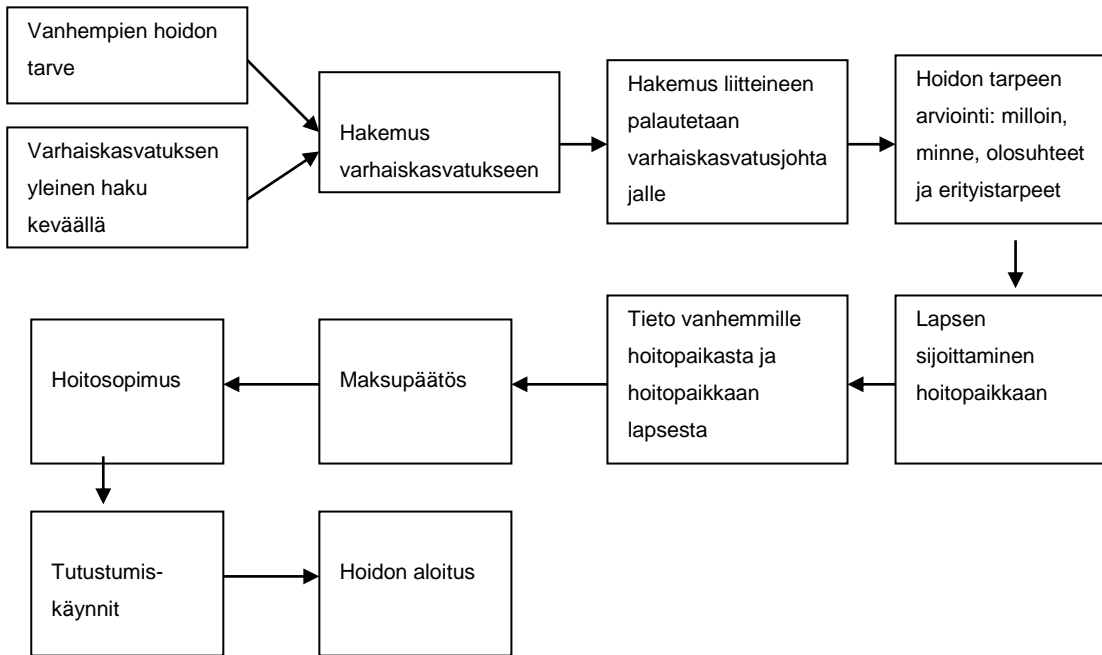 Vanhempien hoidon
tarve
Varhaiskasvatuksen
yleinen haku
keväällä
Hakemus
varhaiskasvatukseen
Hakemus liitteineen
palautetaan
varhaiskasvatusjohta
jalle
Hoidon tarpeen
arviointi: milloin,
minne, olosuhteet
ja erityistarpeet
Lapsen
sijoittaminen
hoitopaikkaan
Tieto vanhemmille
hoitopaikasta ja
hoitopaikkaan
lapsesta
Maksupäätös
Hoitosopimus
Tutustumis-
käynnit
Hoidon aloitus